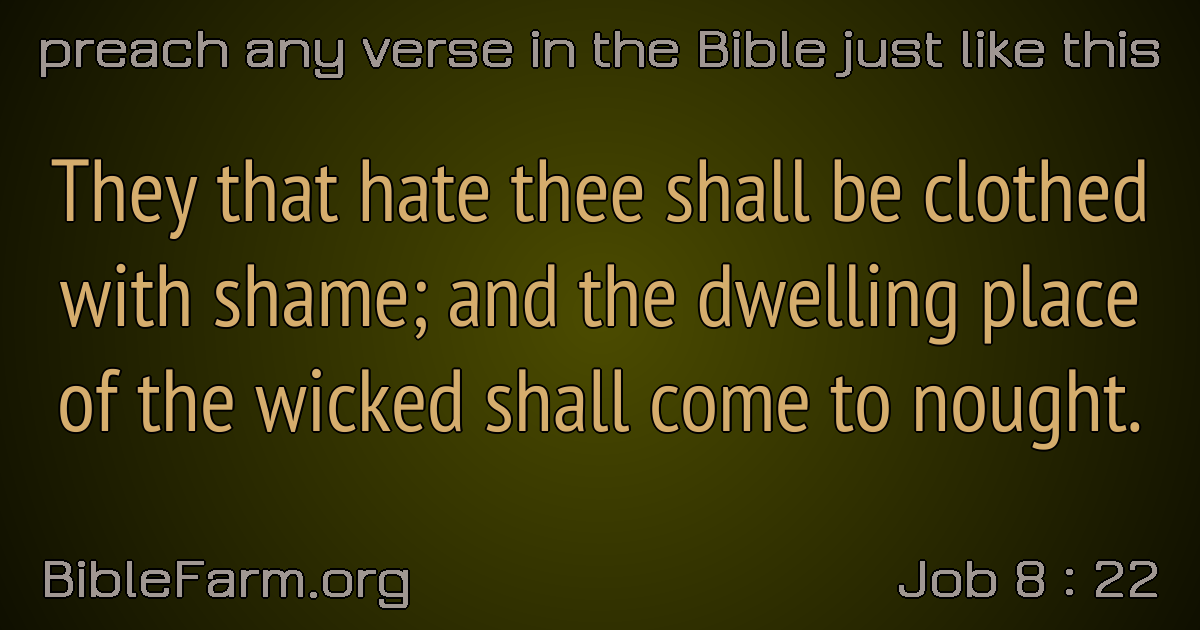 preach any verse in the Bible just like this
They that hate thee shall be clothed
with shame; and the dwelling place
of the wicked shall come to nought.
BibleFarm.org
Job 8 : 22